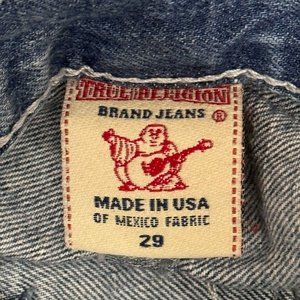 TRUE RELIGION
BRAND JEANS ®
MADE IN USA
OF MEXICO FABRIC
29